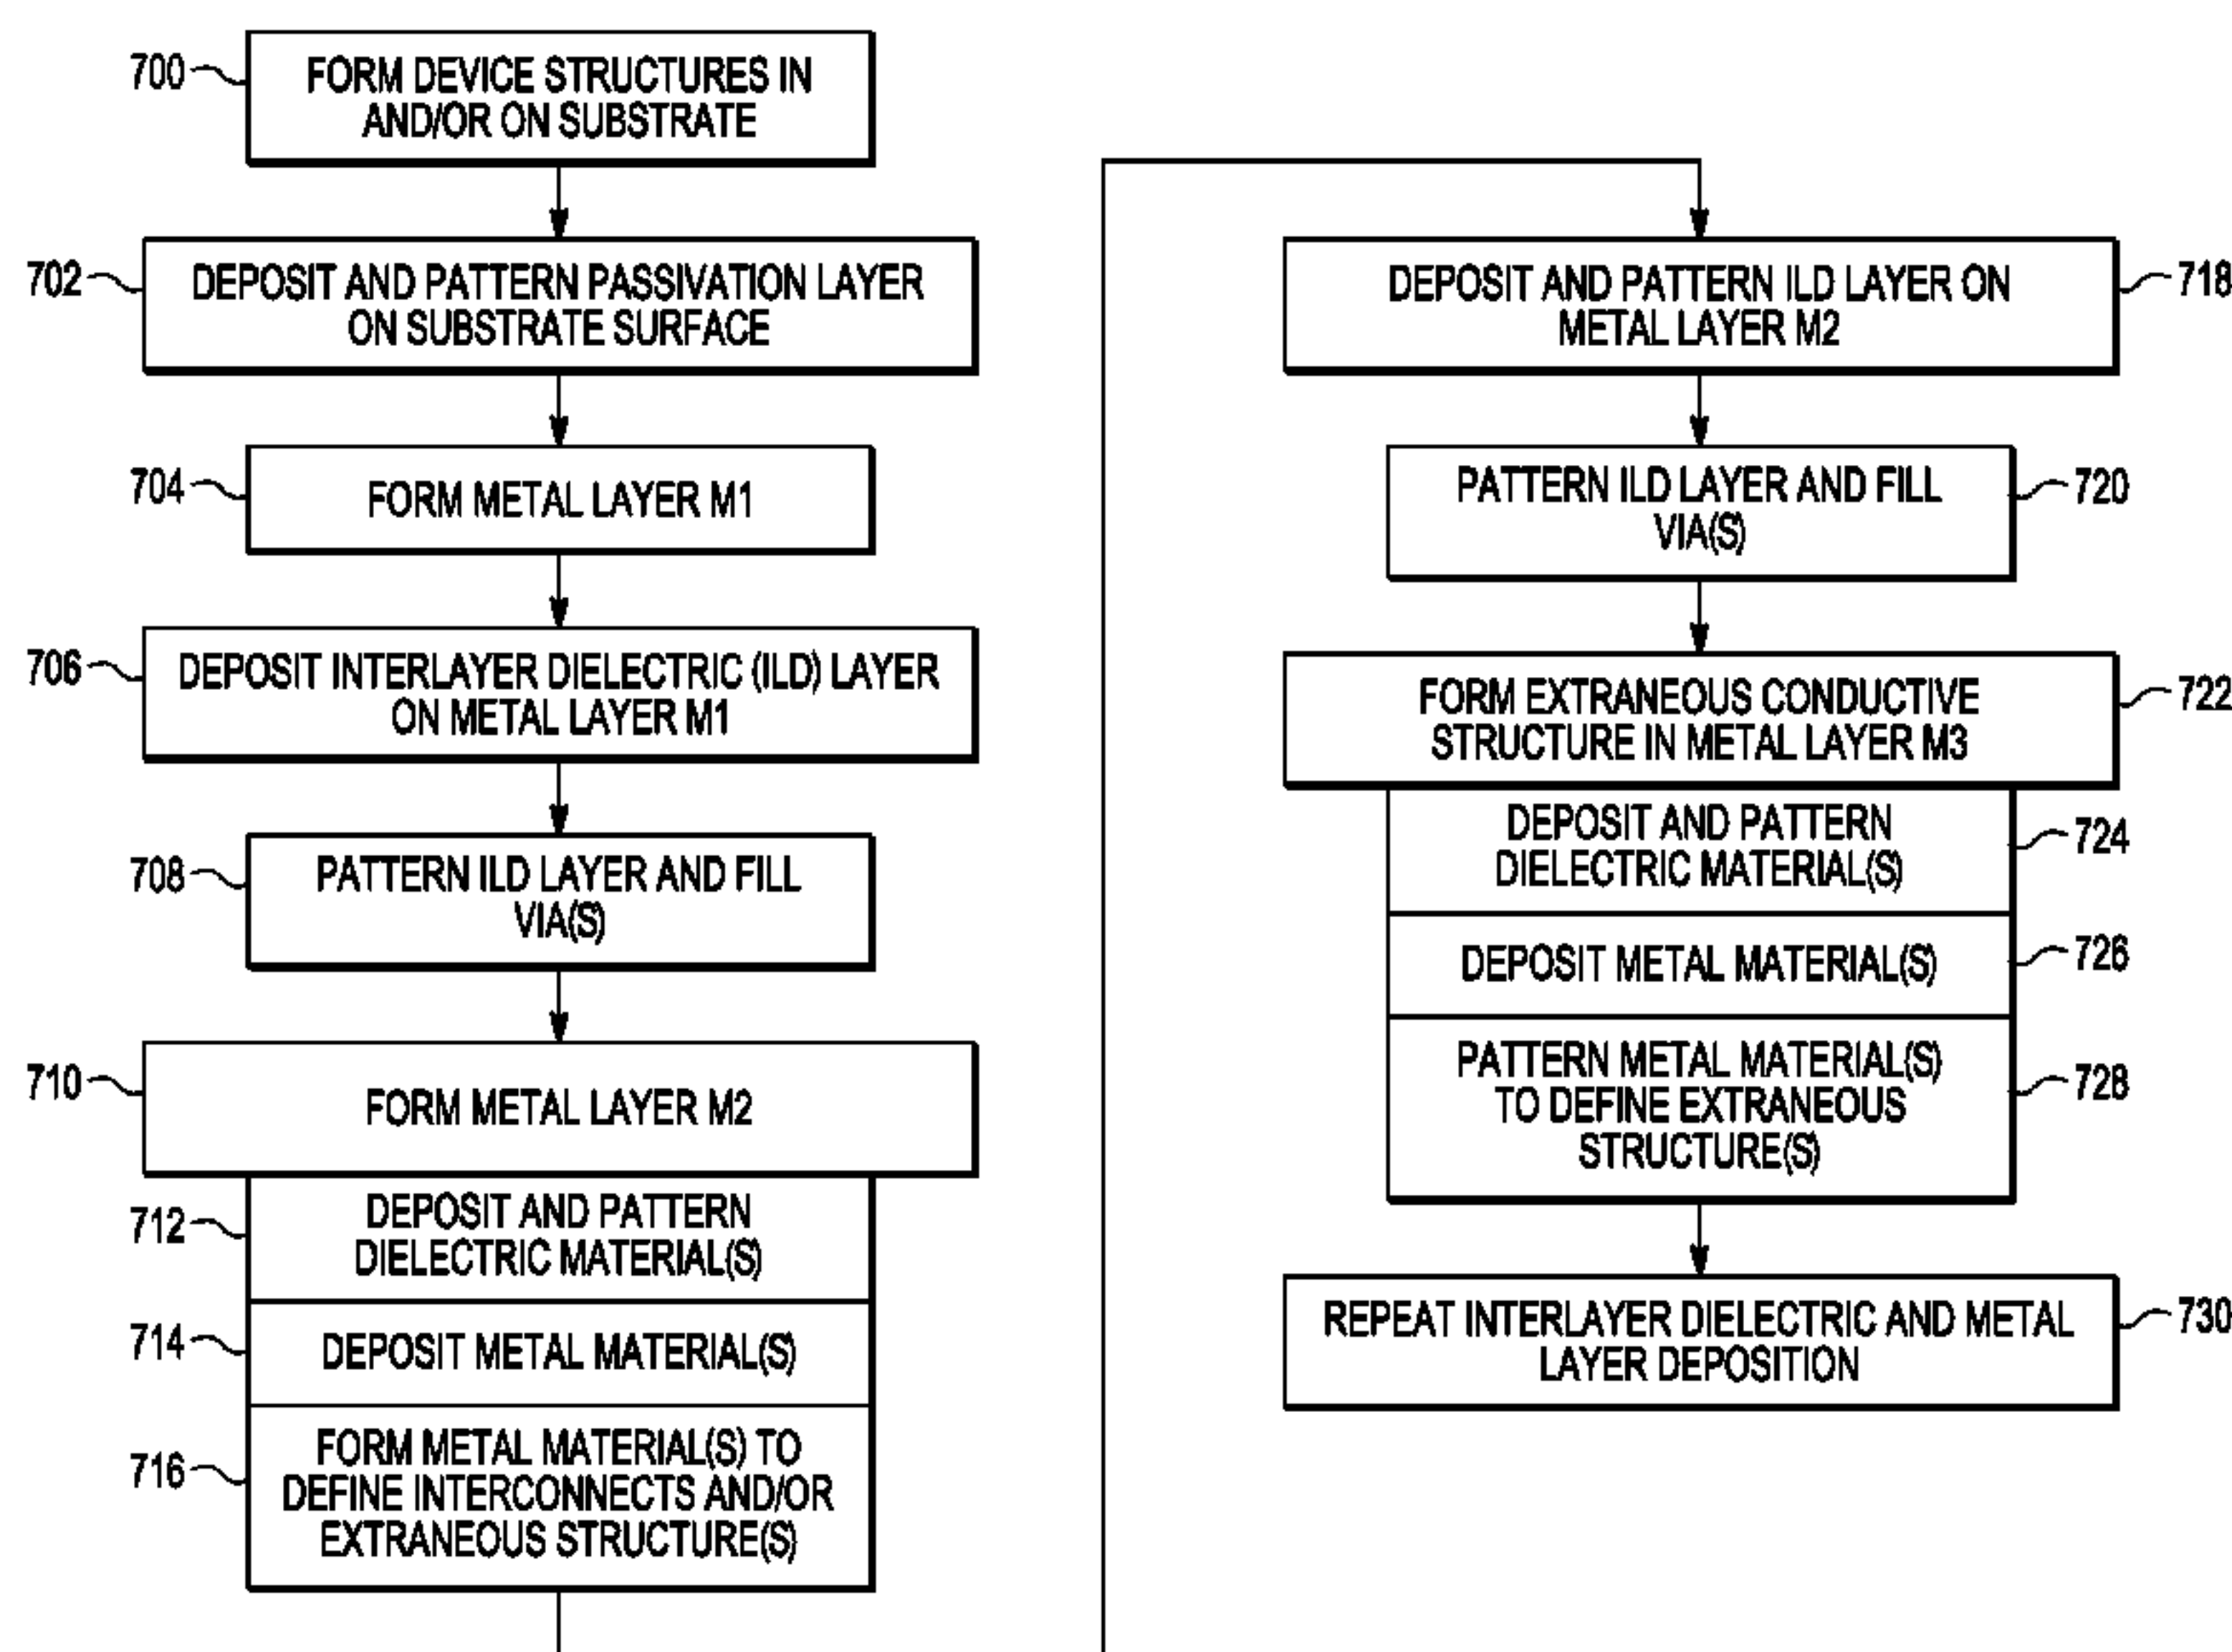 700
FORM DEVICE STRUCTURES IN
AND/OR ON SUBSTRATE
702
DEPOSIT AND PATTERN PASSIVATION LAYER
ON SUBSTRATE SURFACE
704
FORM METAL LAYER M1
706
DEPOSIT INTERLAYER DIELECTRIC (ILD) LAYER
ON METAL LAYER M1
708
PATTERN ILD LAYER AND FILL
VIA(S)
710
FORM METAL LAYER M2
712
DEPOSIT AND PATTERN
DIELECTRIC MATERIAL(S)
714
DEPOSIT METAL MATERIAL(S)
716
FORM METAL MATERIAL(S) TO
DEFINE INTERCONNECTS AND/OR
EXTRANEOUS STRUCTURE(S)
DEPOSIT AND PATTERN ILD LAYER ON
METAL LAYER M2
718
PATTERN ILD LAYER AND FILL
VIA(S)
720
FORM EXTRANEOUS CONDUCTIVE
STRUCTURE IN METAL LAYER M3
722
DEPOSIT AND PATTERN
DIELECTRIC MATERIAL(S)
724
DEPOSIT METAL MATERIAL(S)
726
PATTERN METAL MATERIAL(S)
TO DEFINE EXTRANEOUS
STRUCTURE(S)
728
REPEAT INTERLAYER DIELECTRIC AND METAL
LAYER DEPOSITION
730